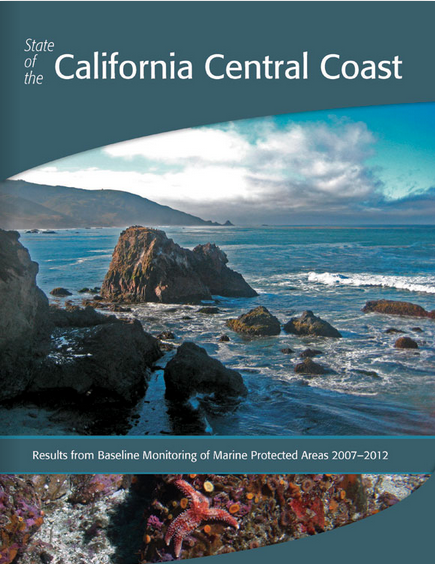 State
of
the
California Central Coast
Results from Baseline Monitoring of Marine Protected Areas 2007–2012